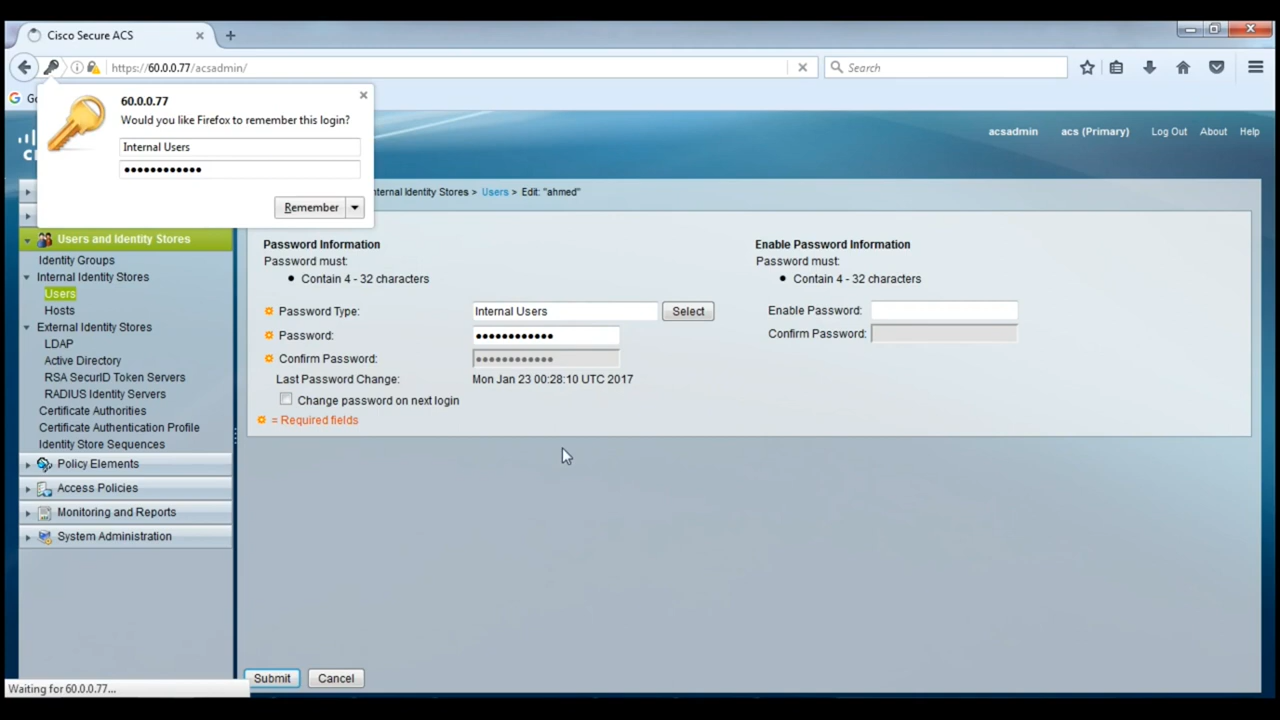 Cisco Secure ACS
https://60.0.0.77/acsadmin/
Search
60.0.0.77
Would you like Firefox to remember this login?
Internal Users
••••••••••••
Remember
acsadmin
acs (Primary)
Log Out
About
Help
Internal Identity Stores > Users > Edit: "ahmed"
Users and Identity Stores
Identity Groups
Internal Identity Stores
Users
Hosts
External Identity Stores
LDAP
Active Directory
RSA SecurID Token Servers
RADIUS Identity Servers
Certificate Authorities
Certificate Authentication Profile
Identity Store Sequences
Policy Elements
Access Policies
Monitoring and Reports
System Administration
Password Information
Password must:
• Contain 4 - 32 characters
Password Type: Internal Users Select
Password: ••••••••••••
Confirm Password: ••••••••••••
Last Password Change: Mon Jan 23 00:28:10 UTC 2017
Change password on next login
= Required fields
Enable Password Information
Password must:
• Contain 4 - 32 characters
Enable Password:
Confirm Password:
Submit
Cancel
Waiting for 60.0.0.77...